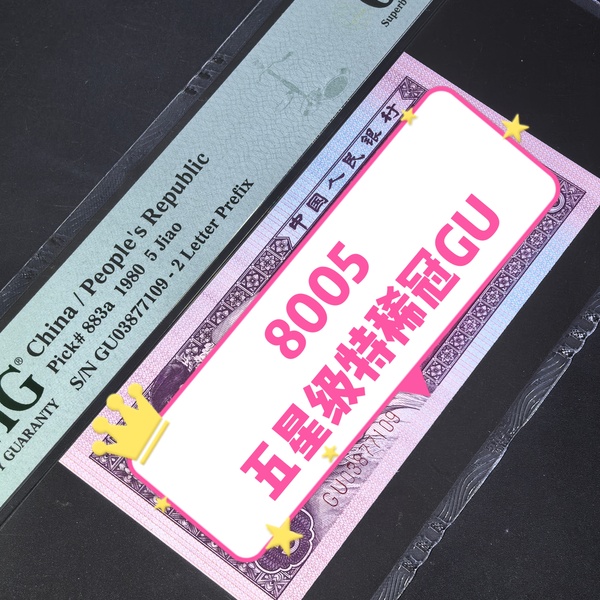 Superb
China / People's Republic
Pick# 883a 1980 5 Jiao
S/N GU03877109 - 2 Letter Prefix
GUARANTY
中国人民银行
8005
五星级特稀冠GU
GU03877109